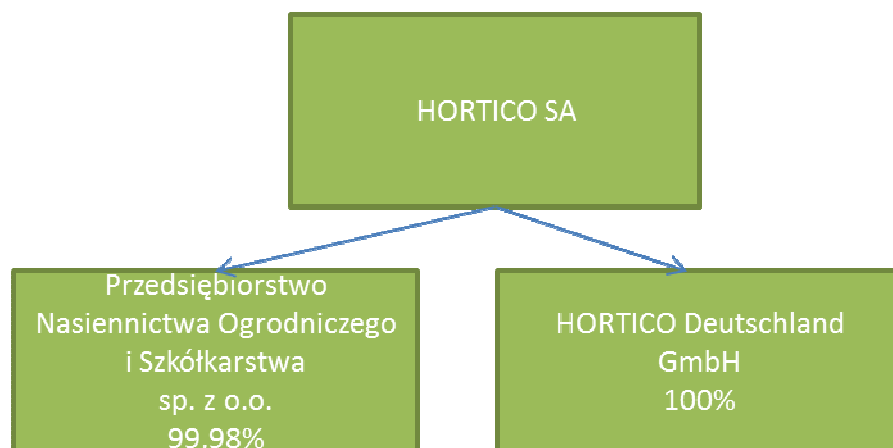 HORTICO SA
Przedsiębiorstwo
Nasiennictwa Ogrodniczego
i Szkółkarstwa
sp. z o.o.
99,98%
HORTICO Deutschland
GmbH
100%